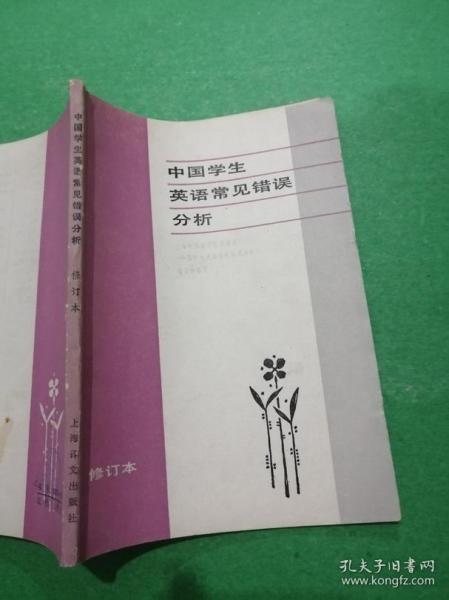 中国学生
英语常见错误
分析
修订本
中国学生英语常见错误分析
修订本
上海译文出版社
孔夫子旧书网
www.kongfz.com